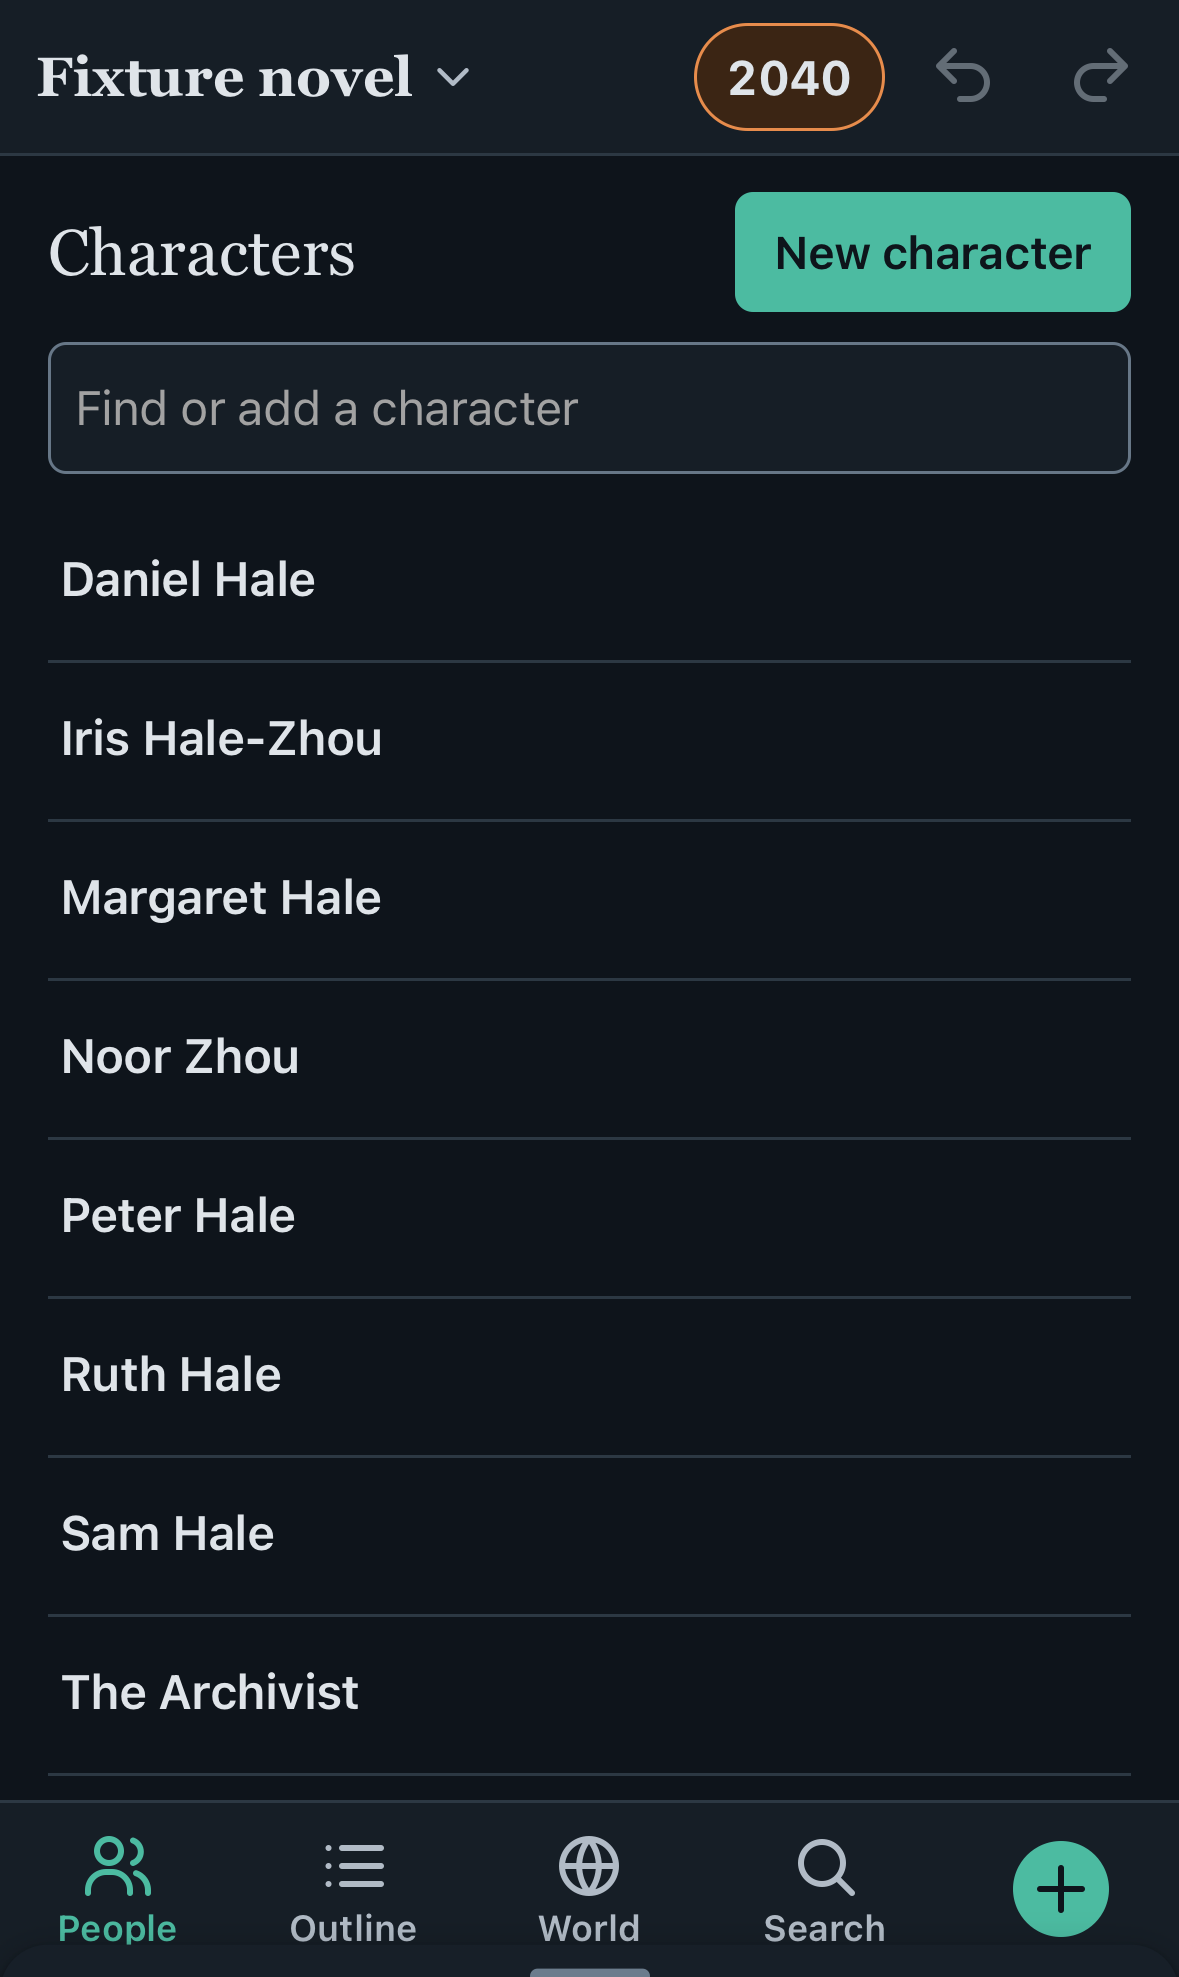 Fixture novel
2040
Characters
New character
Find or add a character
Daniel Hale
Iris Hale-Zhou
Margaret Hale
Noor Zhou
Peter Hale
Ruth Hale
Sam Hale
The Archivist
People
Outline
World
Search